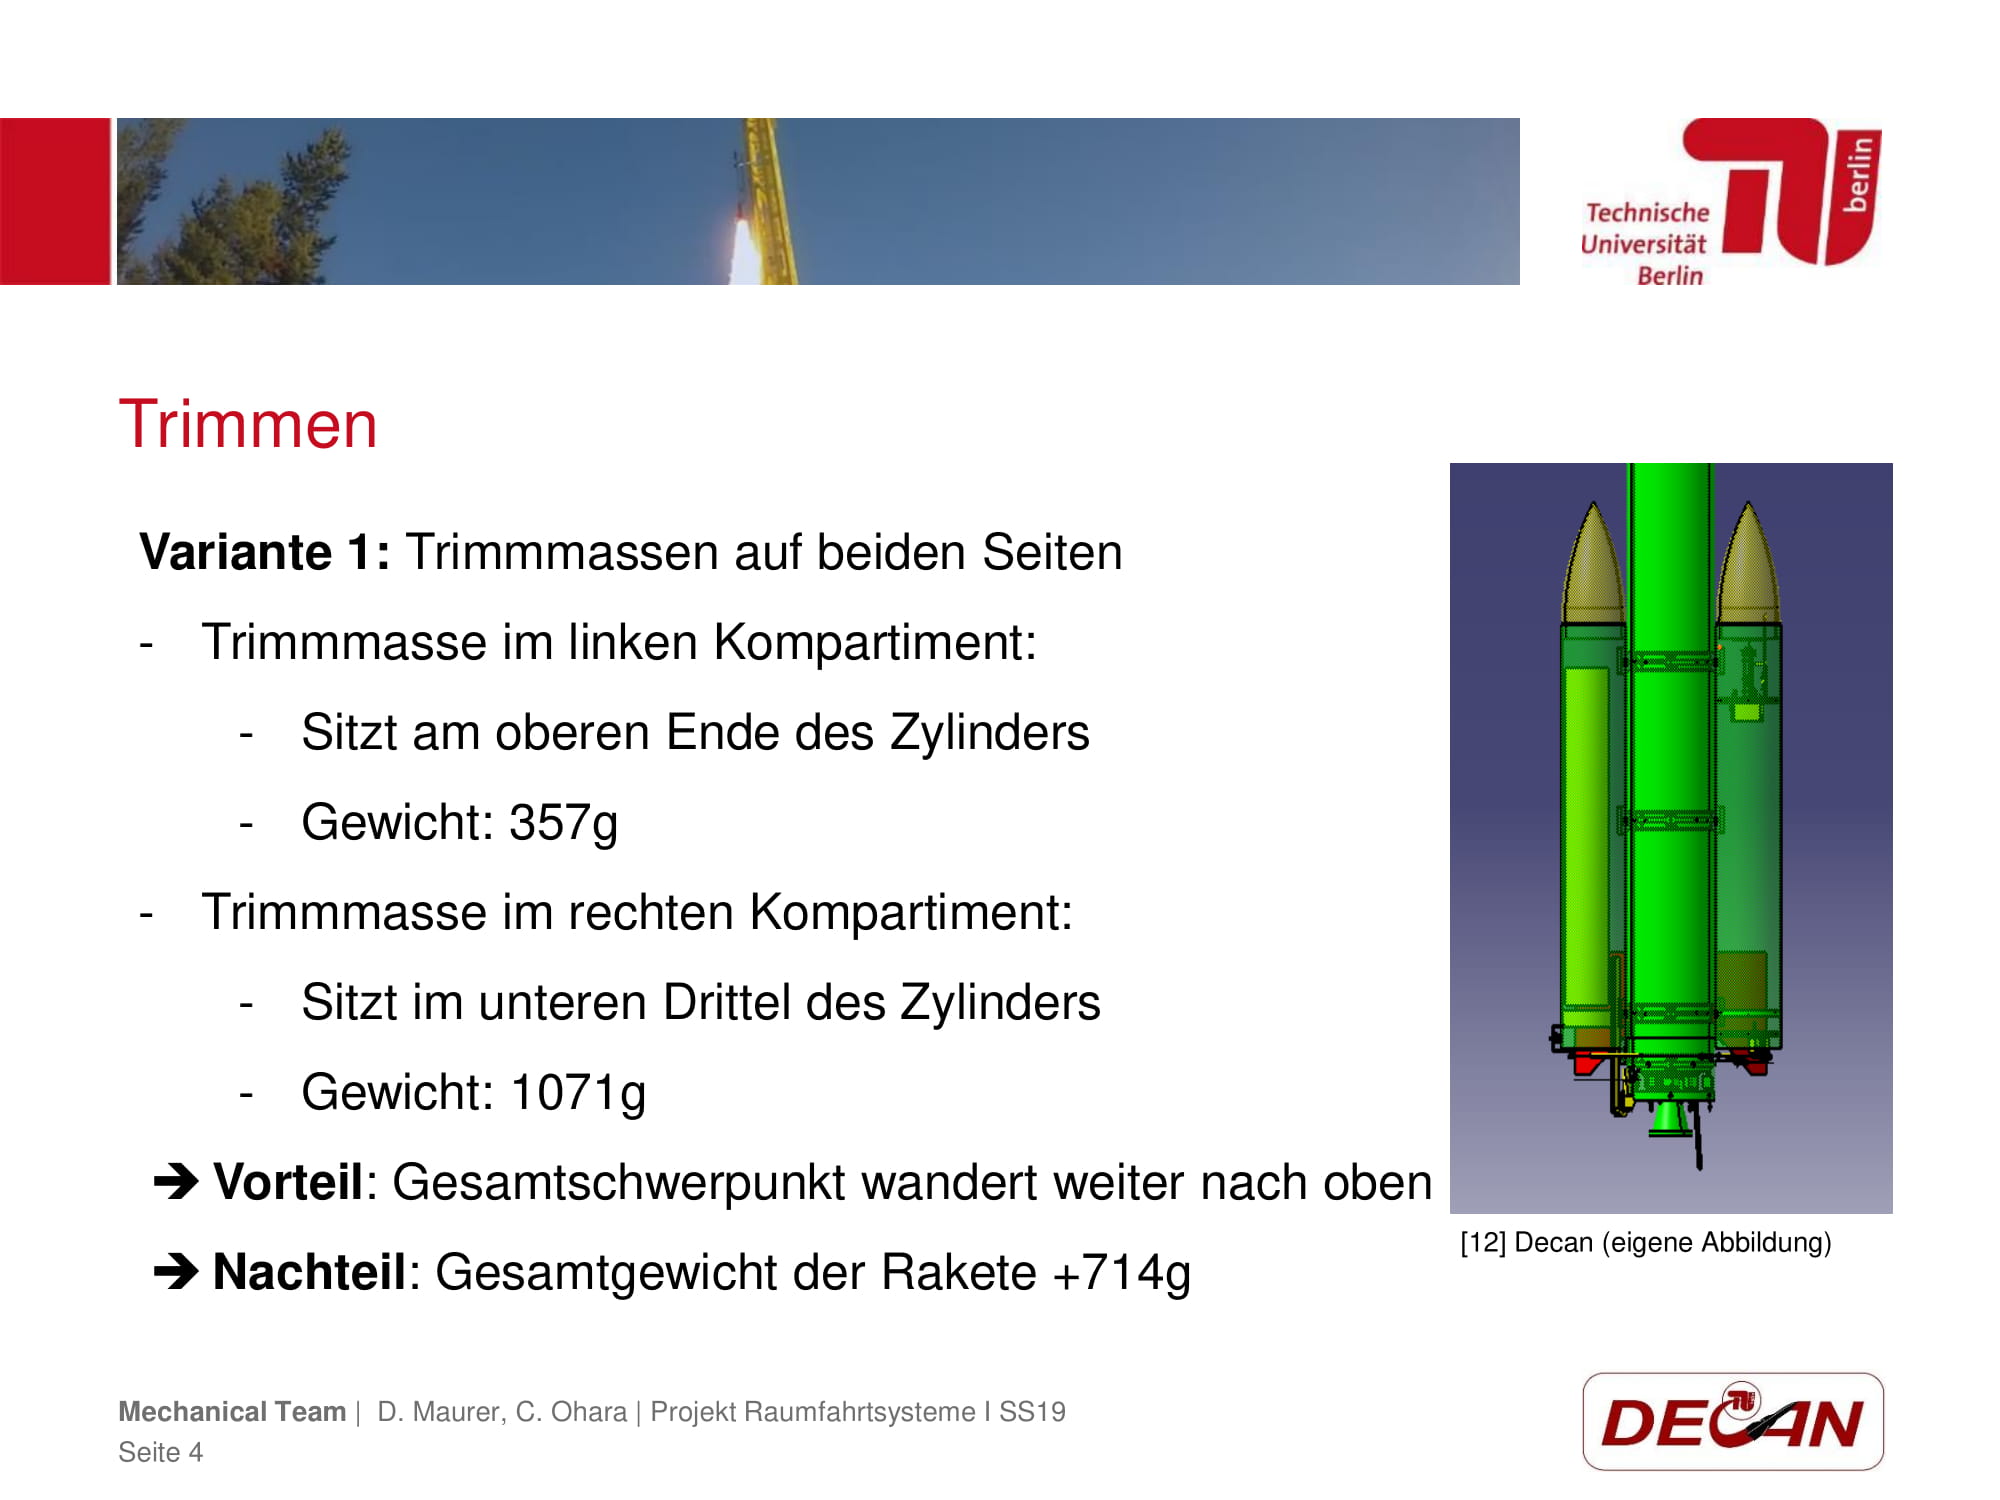 Technische
Universität
Berlin
berlin
Trimmen
Variante 1: Trimmmassen auf beiden Seiten
- Trimmmasse im linken Kompartiment:
- Sitzt am oberen Ende des Zylinders
- Gewicht: 357g
- Trimmmasse im rechten Kompartiment:
- Sitzt im unteren Drittel des Zylinders
- Gewicht: 1071g
➔ Vorteil: Gesamtschwerpunkt wandert weiter nach oben
➔ Nachteil: Gesamtgewicht der Rakete +714g
[12] Decan (eigene Abbildung)
Mechanical Team | D. Maurer, C. Ohara | Projekt Raumfahrtsysteme I SS19
Seite 4
DECAN